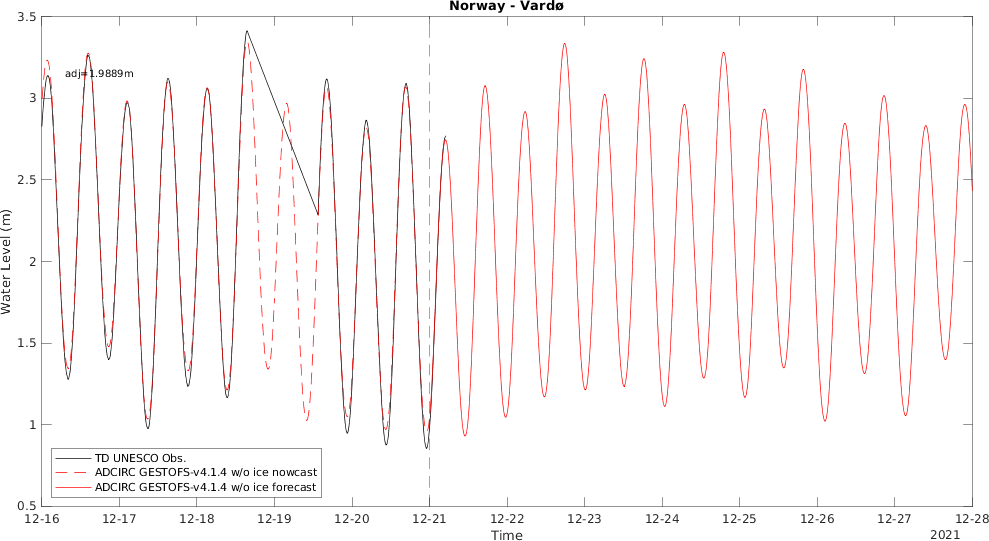 Norway - Vardø
3.5
3
2.5
2
1.5
1
0.5
Water Level (m)
adj=1.9889m
TD UNESCO Obs.
ADCIRC GESTOFS-v4.1.4 w/o ice nowcast
ADCIRC GESTOFS-v4.1.4 w/o ice forecast
12-16 12-17 12-18 12-19 12-20 12-21 12-22 12-23 12-24 12-25 12-26 12-27 12-28
Time
2021